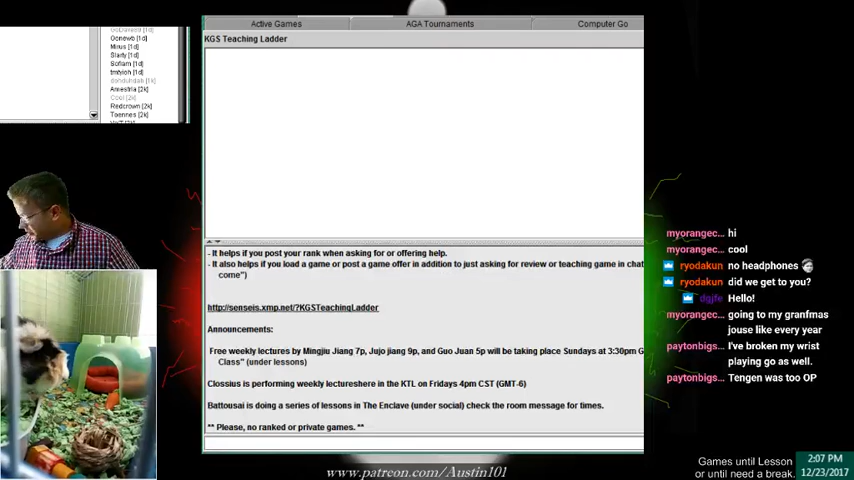 Active Games
AGA Tournaments
Computer Go
KGS Teaching Ladder
Gonewb [1d]
Mirus [1d]
Slarty [1d]
Sofiam [1d]
tmtyloh [1d]
Amestria [2k]
Cool [2k]
Redcrown [2k]
Toennes [2k]
- It helps if you post your rank when asking for or offering help.
- It also helps if you load a game or post a game offer in addition to just asking for review or teaching game in chat
come")
http://senseis.xmp.net/?KGSTeachingLadder
Announcements:
Free weekly lectures by Mingjiu Jiang 7p, Jujo jiang 9p, and Guo Juan 5p will be taking place Sundays at 3:30pm G
Class" (under lessons)
Clossius is performing weekly lectureshere in the KTL on Fridays 4pm CST (GMT-6)
Battousai is doing a series of lessons in The Enclave (under social) check the room message for times.
** Please, no ranked or private games. **
www.patreon.com/Austin101
myorangec... hi
myorangec... cool
ryodakun no headphones
ryodakun did we get to you?
dgjfe Hello!
myorangec... going to my granfmas
jouse like every year
paytonbigs... I've broken my wrist
playing go as well.
paytonbigs... Tengen was too OP
Games until Lesson
or until need a break.
2:07 PM
12/23/2017